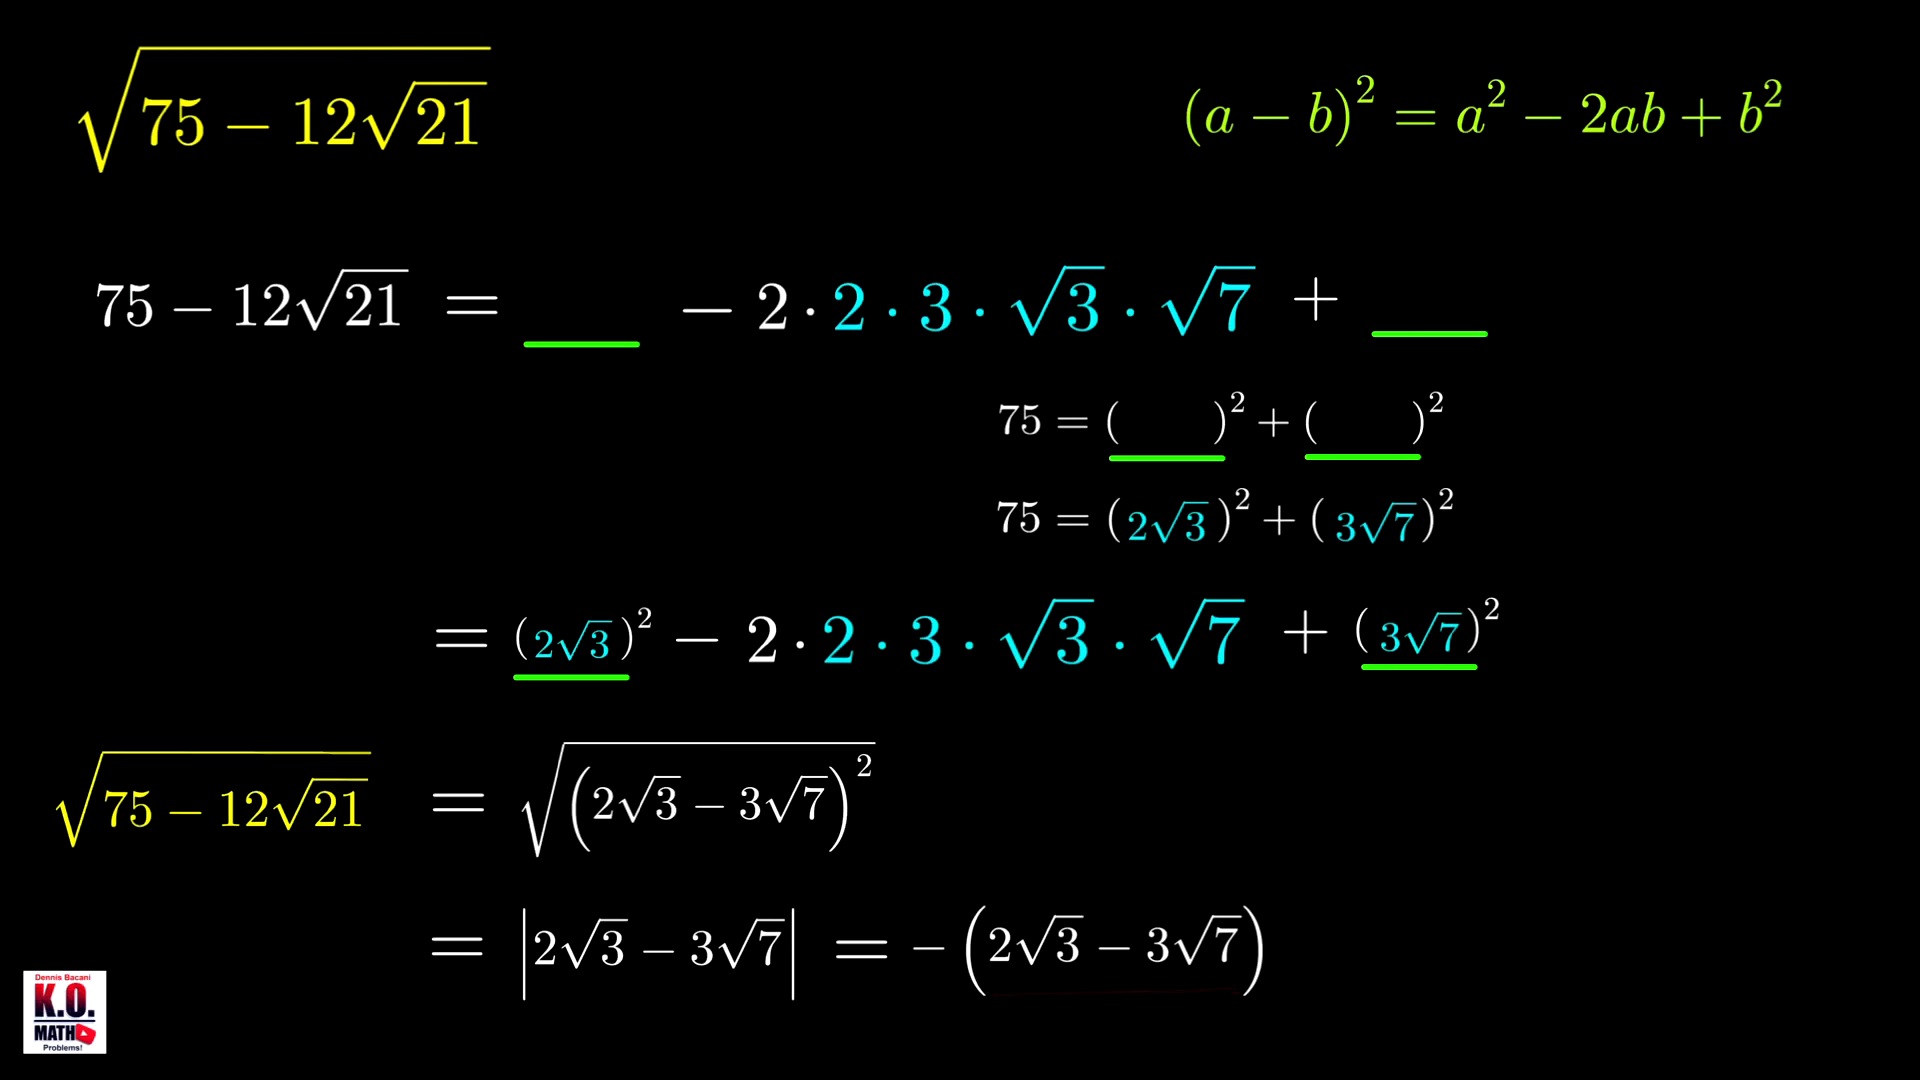 √(75 − 12√21)
(a − b)² = a² − 2ab + b²
75 − 12√21 = ___ − 2 · 2 · 3 · √3 · √7 + ___
75 = ( )² + ( )²
75 = (2√3)² + (3√7)²
= (2√3)² − 2 · 2 · 3 · √3 · √7 + (3√7)²
√(75 − 12√21) = √((2√3 − 3√7)²)
= |2√3 − 3√7| = −(2√3 − 3√7)
Dennis Bacani
K.O.
MATH
Problems!